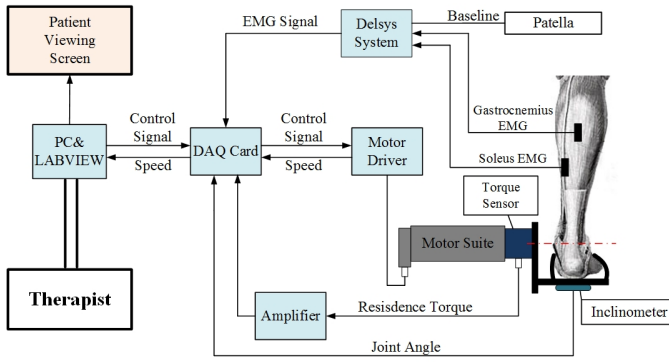 Patient
Viewing
Screen
EMG Signal
Delsys
System
Baseline
Patella
Gastrocnemius
EMG
Soleus EMG
PC&
LABVIEW
Control
Signal
Speed
DAQ Card
Control
Signal
Speed
Motor
Driver
Torque
Sensor
Motor Suite
Therapist
Amplifier
Resisdence Torque
Inclinometer
Joint Angle